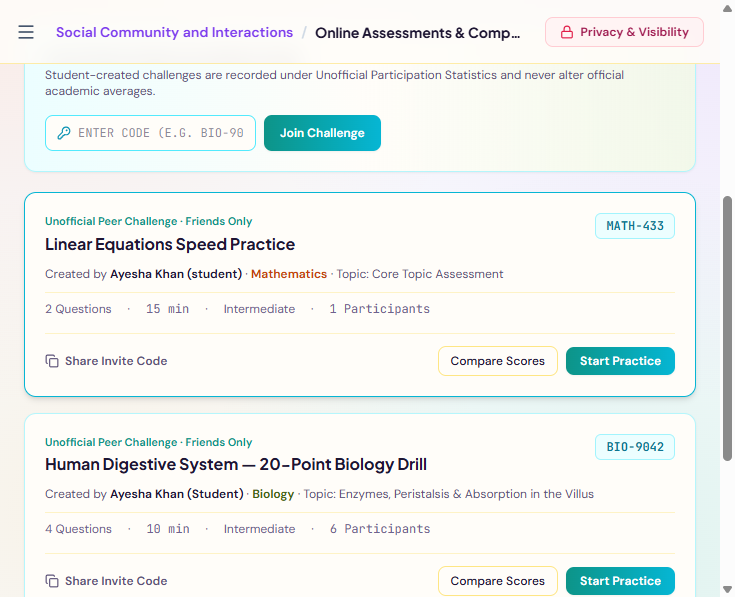 Social Community and Interactions / Online Assessments & Comp...
Privacy & Visibility
Student-created challenges are recorded under Unofficial Participation Statistics and never alter official
academic averages.
ENTER CODE (E.G. BIO-90
Join Challenge
Unofficial Peer Challenge · Friends Only
MATH-433
Linear Equations Speed Practice
Created by Ayesha Khan (student) · Mathematics · Topic: Core Topic Assessment
2 Questions · 15 min · Intermediate · 1 Participants
Share Invite Code
Compare Scores
Start Practice
Unofficial Peer Challenge · Friends Only
BIO-9042
Human Digestive System — 20-Point Biology Drill
Created by Ayesha Khan (Student) · Biology · Topic: Enzymes, Peristalsis & Absorption in the Villus
4 Questions · 10 min · Intermediate · 6 Participants
Share Invite Code
Compare Scores
Start Practice